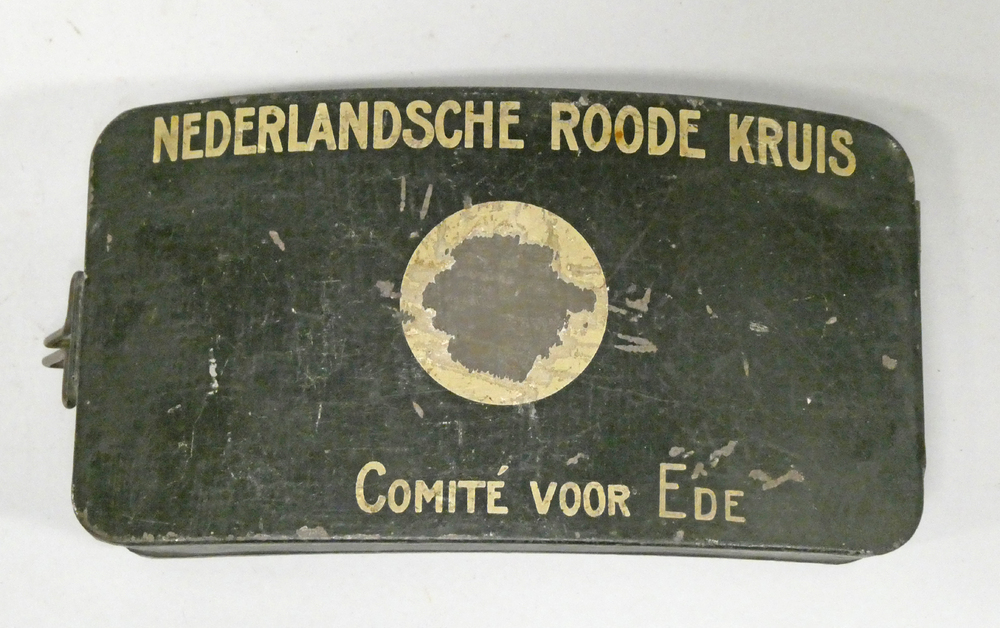 NEDERLANDSCHE ROODE KRUIS
COMITÉ VOOR EDE